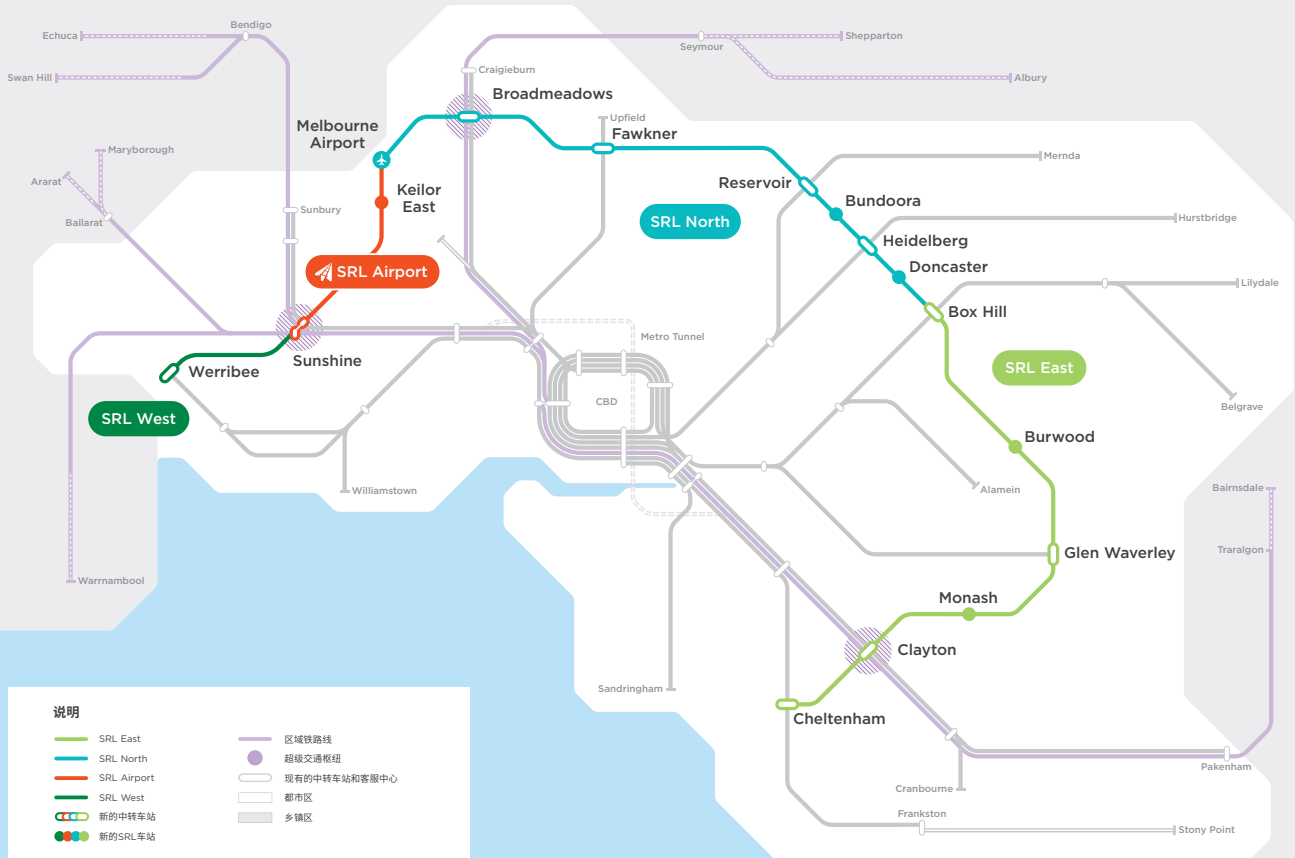 Bendigo
Echuca
Swan Hill
Seymour
Shepparton
Albury
Craigieburn
Broadmeadows
Melbourne
Airport
Upfield
Fawkner
Maryborough
Ararat
Ballarat
Sunbury
Keilor
East
Reservoir
Mernda
Bundoora
SRL North
Hurstbridge
Heidelberg
Doncaster
SRL Airport
Lilydale
Box Hill
Metro Tunnel
Sunshine
Werribee
SRL East
CBD
SRL West
Belgrave
Burwood
Williamstown
Alamein
Bairnsdale
Traralgon
Glen Waverley
Warrnambool
Monash
Clayton
Sandringham
Cheltenham
Pakenham
Cranbourne
Frankston
Stony Point
说明
SRL East
SRL North
SRL Airport
SRL West
新的中转车站
新的SRL车站
区域铁路线
超级交通枢纽
现有的中转车站和客服中心
都市区
乡镇区